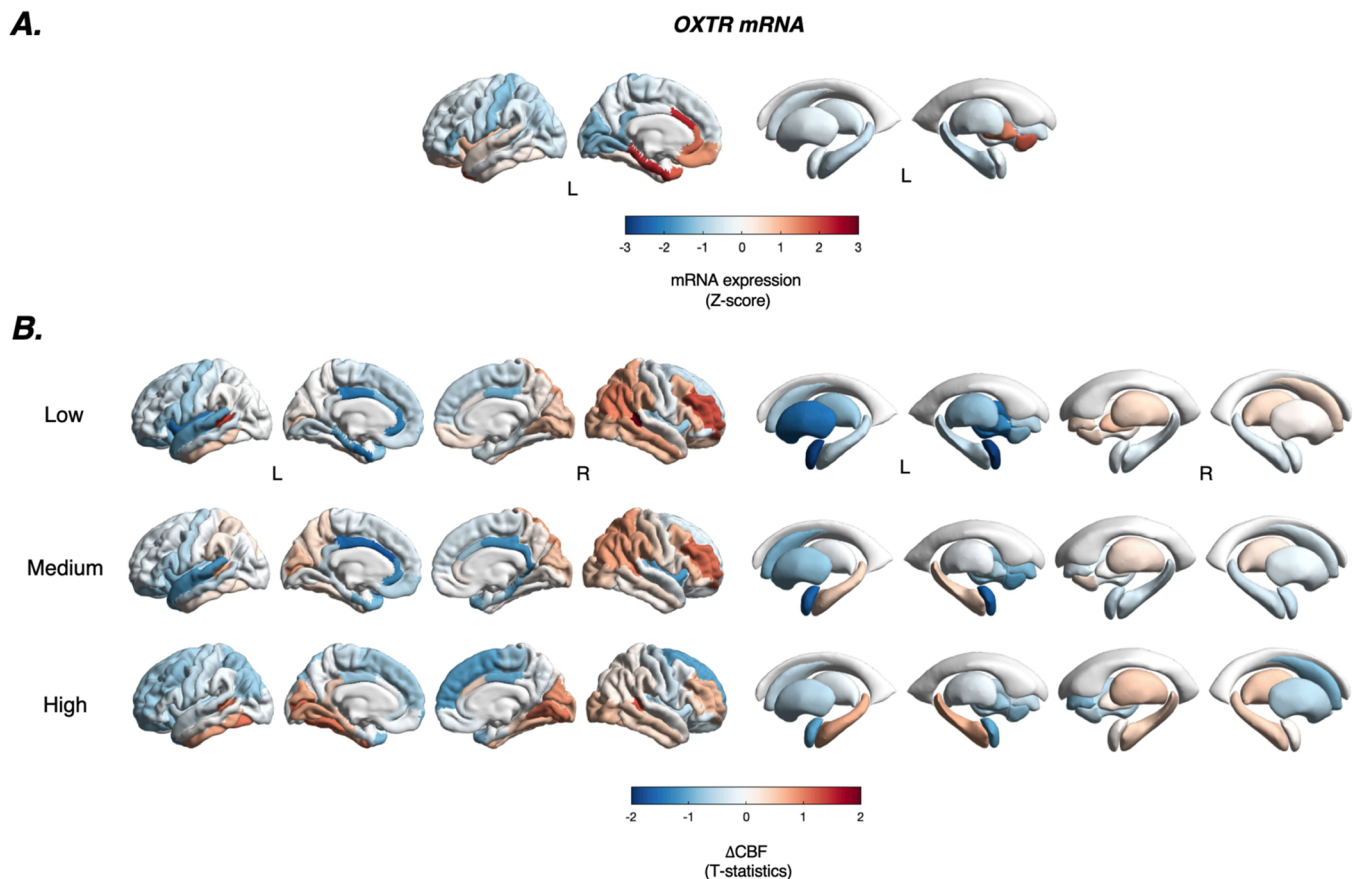 A.
OXTR mRNA
L
L
-3 -2 -1 0 1 2 3
mRNA expression
(Z-score)
B.
Low
L R L R
Medium
High
-2 -1 0 1 2
ΔCBF
(T-statistics)